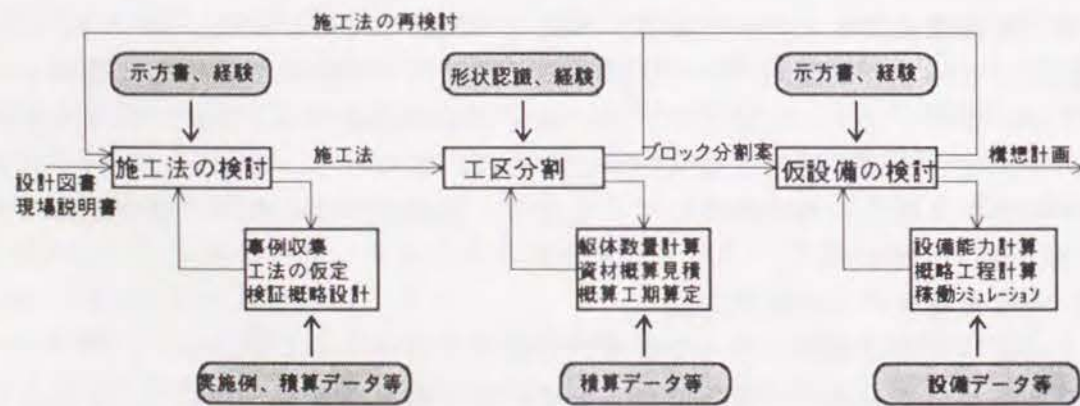 施工法の再検討
示方書、経験
形状認識、経験
示方書、経験
施工法の検討
施工法
工区分割
ブロック分割案
仮設備の検討
構想計画
設計図書
現場説明書
事例収集
工法の仮定
検証概略設計
躯体数量計算
資材概算見積
概算工期算定
設備能力計算
概略工程計算
稼働シミュレーション
実施例、積算データ等
積算データ等
設備データ等